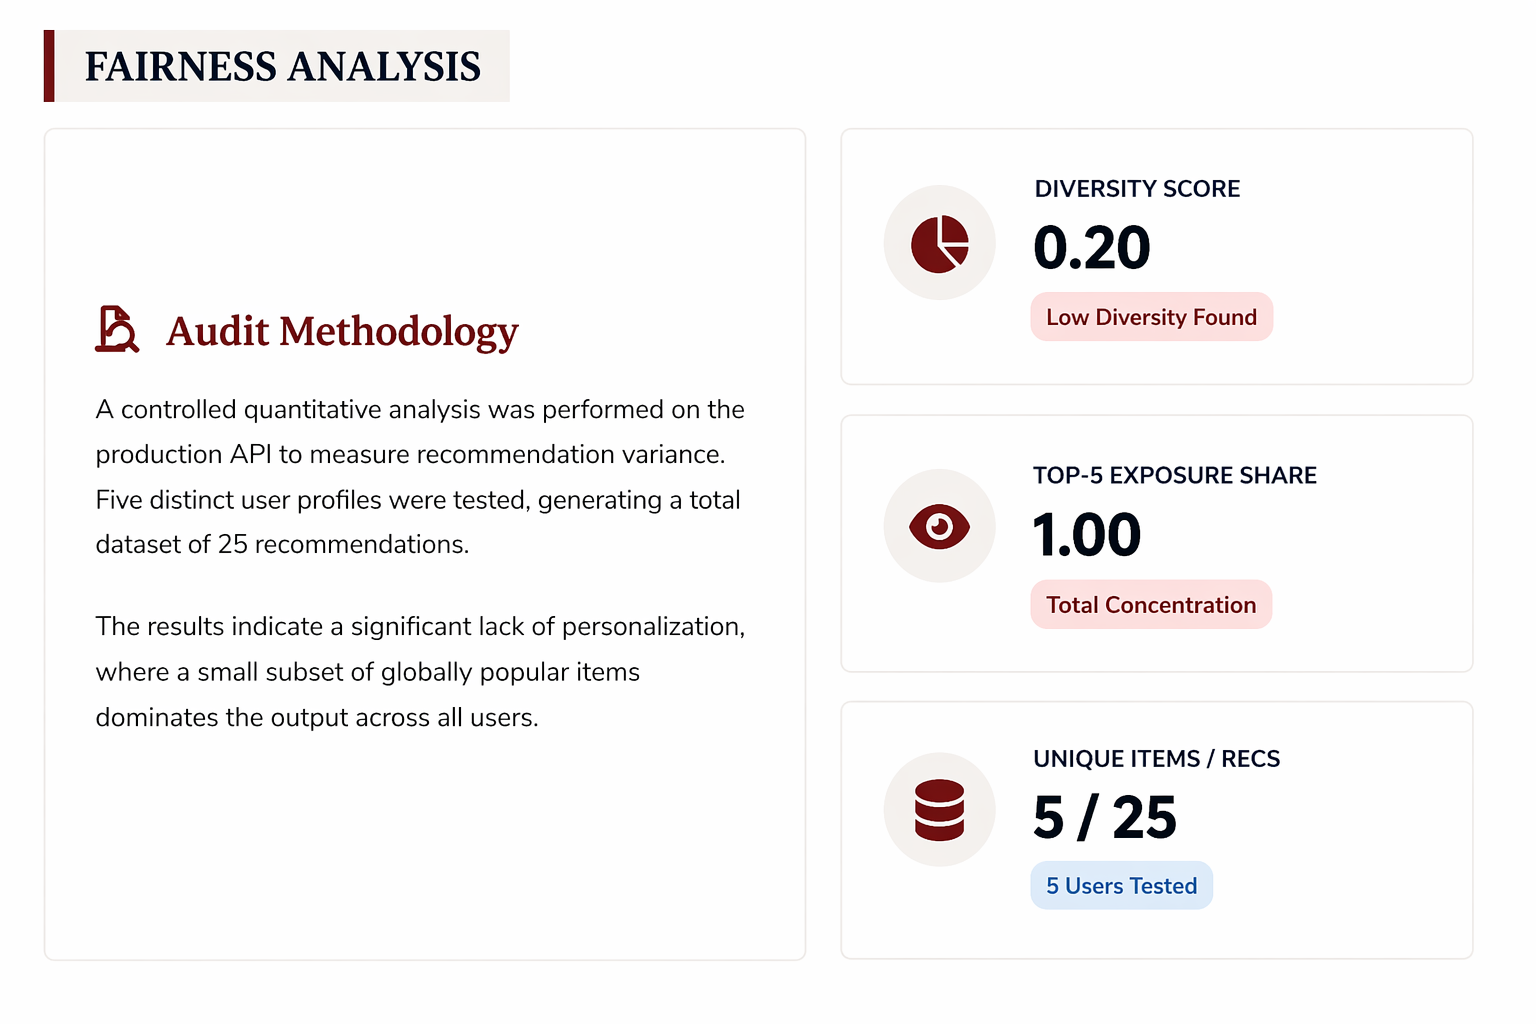 FAIRNESS ANALYSIS
Audit Methodology
A controlled quantitative analysis was performed on the
production API to measure recommendation variance.
Five distinct user profiles were tested, generating a total
dataset of 25 recommendations.
The results indicate a significant lack of personalization,
where a small subset of globally popular items
dominates the output across all users.
DIVERSITY SCORE
0.20
Low Diversity Found
TOP-5 EXPOSURE SHARE
1.00
Total Concentration
UNIQUE ITEMS / RECS
5 / 25
5 Users Tested